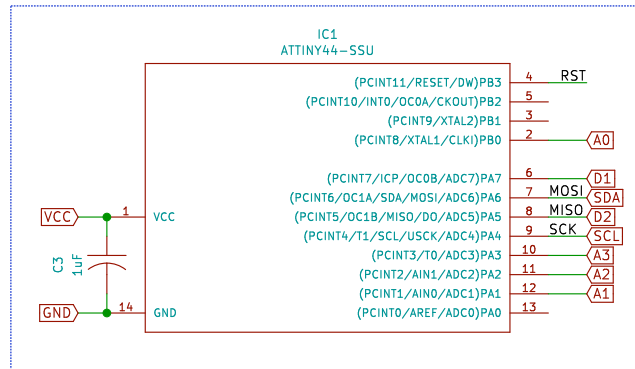 IC1
ATTINY44-SSU
(PCINT11/RESET/DW)PB3 4 RST
(PCINT10/INT0/OC0A/CKOUT)PB2 5
(PCINT9/XTAL2)PB1 3
(PCINT8/XTAL1/CLKI)PB0 2 A0
(PCINT7/ICP/OC0B/ADC7)PA7 6 D1
(PCINT6/OC1A/SDA/MOSI/ADC6)PA6 7 MOSI SDA
VCC 1 VCC (PCINT5/OC1B/MISO/DO/ADC5)PA5 8 MISO D2
(PCINT4/T1/SCL/USCK/ADC4)PA4 9 SCK SCL
C3 1uF
(PCINT3/T0/ADC3)PA3 10 A3
(PCINT2/AIN1/ADC2)PA2 11 A2
(PCINT1/AIN0/ADC1)PA1 12 A1
GND 14 GND (PCINT0/AREF/ADC0)PA0 13